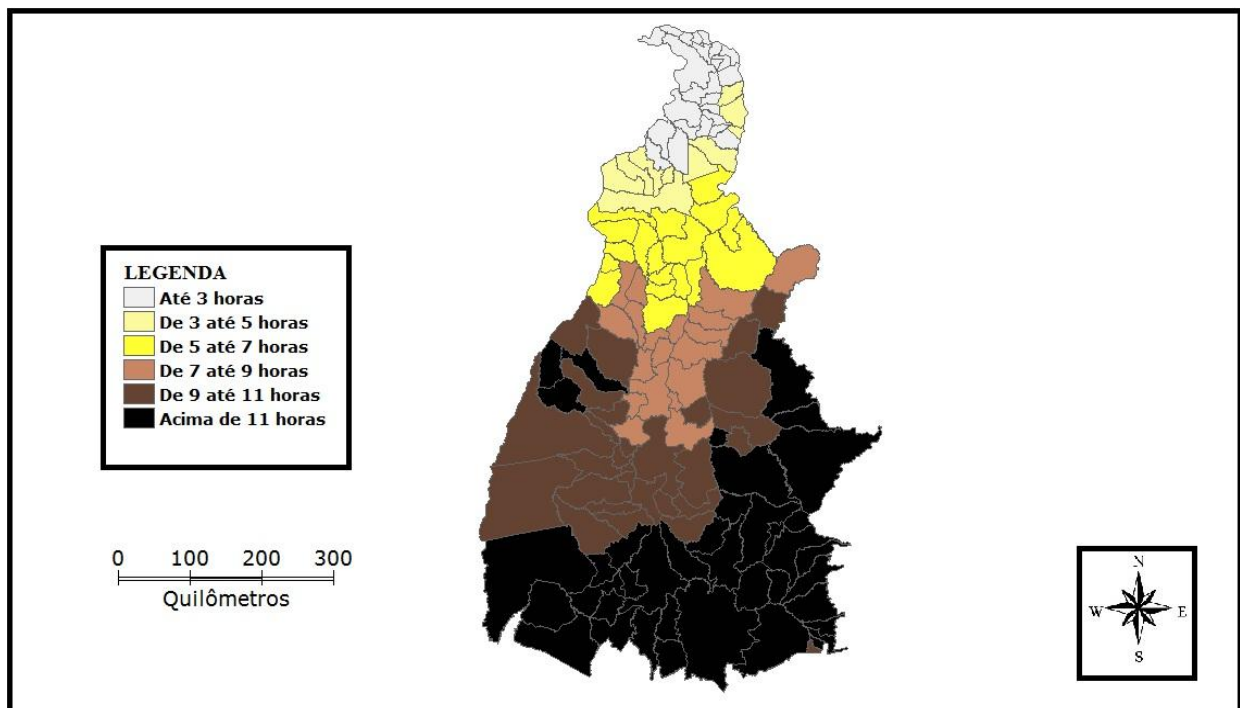 LEGENDA
Até 3 horas
De 3 até 5 horas
De 5 até 7 horas
De 7 até 9 horas
De 9 até 11 horas
Acima de 11 horas
0 100 200 300
Quilômetros
N
W E
S